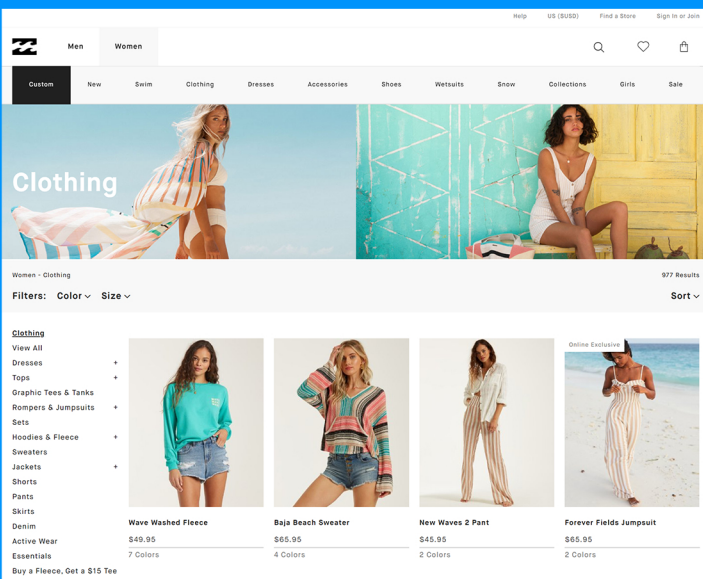 Help US ($USD) Find a Store Sign In or Join
Men Women
Custom New Swim Clothing Dresses Accessories Shoes Wetsuits Snow Collections Girls Sale
Clothing
Women - Clothing 977 Results
Filters: Color Size Sort
Clothing
View All
Dresses +
Tops +
Graphic Tees & Tanks
Rompers & Jumpsuits +
Sets
Hoodies & Fleece +
Sweaters
Jackets +
Shorts
Pants
Skirts
Denim
Active Wear
Essentials
Buy a Fleece, Get a $15 Tee
Wave Washed Fleece
$49.95
7 Colors
Baja Beach Sweater
$65.95
4 Colors
New Waves 2 Pant
$45.95
2 Colors
Online Exclusive
Forever Fields Jumpsuit
$65.95
2 Colors